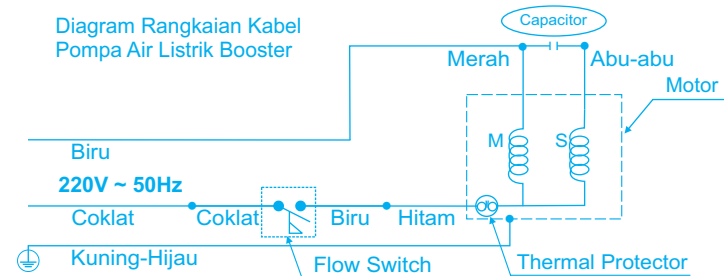 Diagram Rangkaian Kabel
Pompa Air Listrik Booster
Capacitor
Merah
Abu-abu
Motor
M
S
Biru
220V ~ 50Hz
Coklat
Coklat
Biru
Hitam
Kuning-Hijau
Flow Switch
Thermal Protector